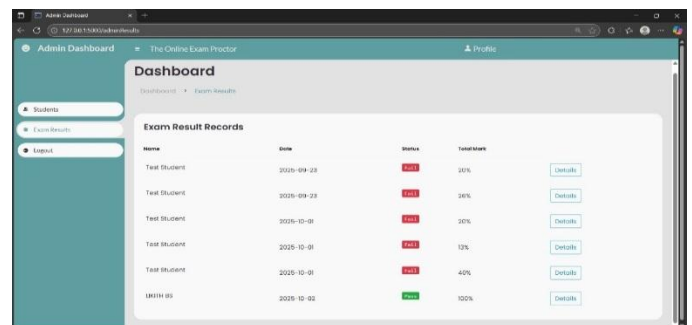 Admin Dashboard
127.0.0.1:5000/adminResults
Admin Dashboard
The Online Exam Proctor
Profile
Dashboard
Dashboard Exam Results
Students
Exam Results
Logout
Exam Result Records
Name Date Status Total Mark
Test Student 2025-09-23 Fail 20% Details
Test Student 2025-09-23 Fail 26% Details
Test Student 2025-10-01 Fail 20% Details
Test Student 2025-10-01 Fail 13% Details
Test Student 2025-10-01 Fail 40% Details
LIKITH BS 2025-10-02 Pass 100% Details